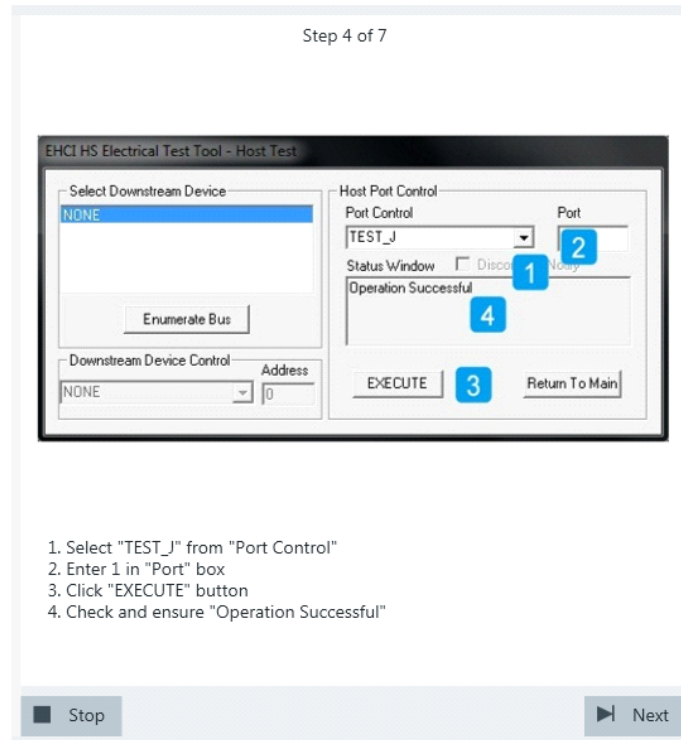 Step 4 of 7
EHCI HS Electrical Test Tool - Host Test
Select Downstream Device
NONE
Enumerate Bus
Downstream Device Control
Address
NONE
0
Host Port Control
Port Control
Port
TEST_J
2
Status Window
1
Operation Successful
4
EXECUTE
3
Return To Main
1. Select "TEST_J" from "Port Control"
2. Enter 1 in "Port" box
3. Click "EXECUTE" button
4. Check and ensure "Operation Successful"
Stop
Next